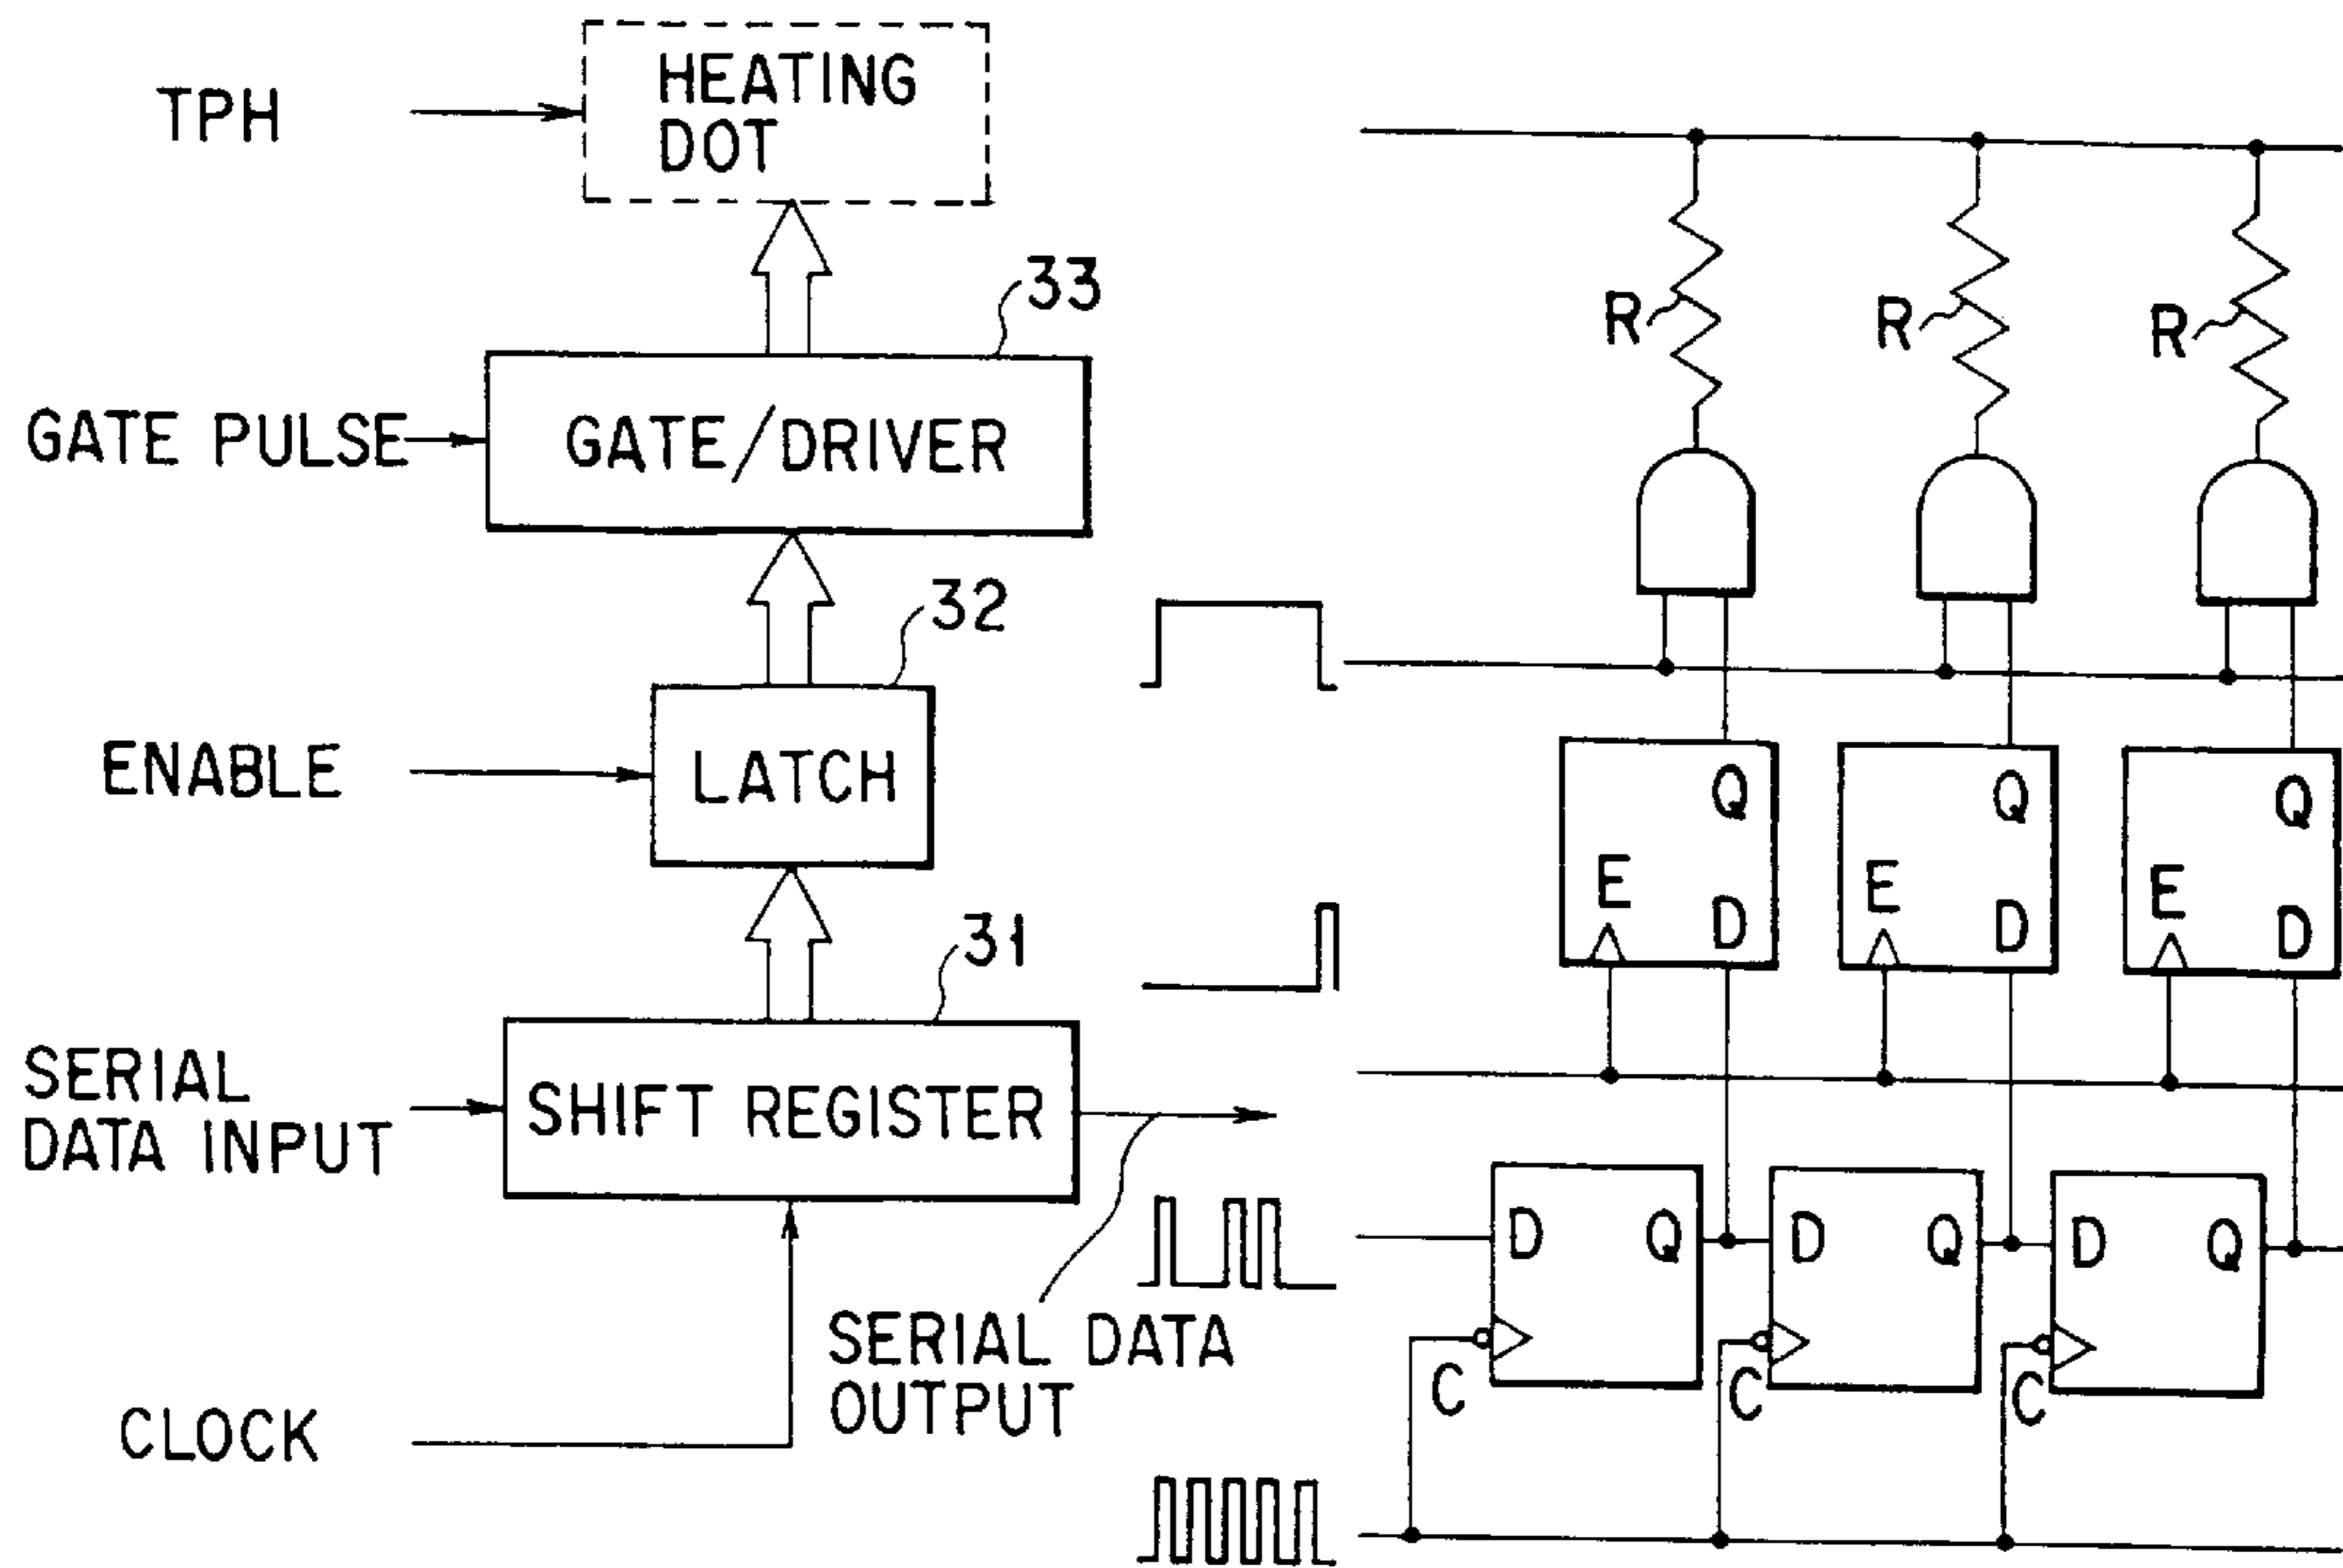 TPH
HEATING
DOT
33
R
R
R
GATE PULSE
GATE/DRIVER
32
ENABLE
LATCH
Q
Q
Q
E
E
E
D
D
D
31
SERIAL
DATA INPUT
SHIFT REGISTER
D
Q
D
Q
D
Q
SERIAL DATA
OUTPUT
C
C
C
CLOCK